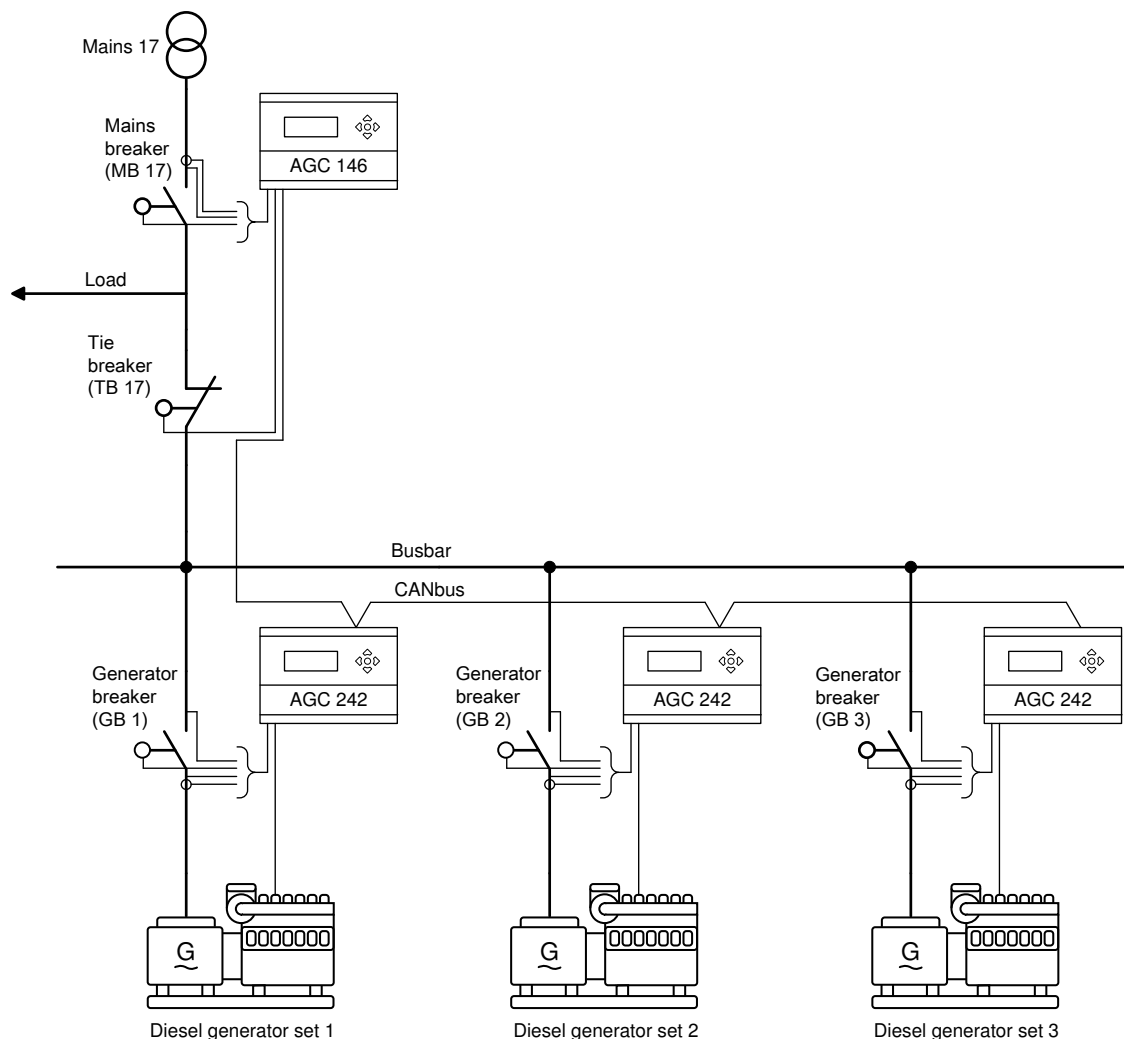 Mains 17
Mains
breaker
(MB 17)
AGC 146
Load
Tie
breaker
(TB 17)
Busbar
CANbus
Generator
breaker
(GB 1)
AGC 242
Generator
breaker
(GB 2)
AGC 242
Generator
breaker
(GB 3)
AGC 242
G
G
G
Diesel generator set 1
Diesel generator set 2
Diesel generator set 3